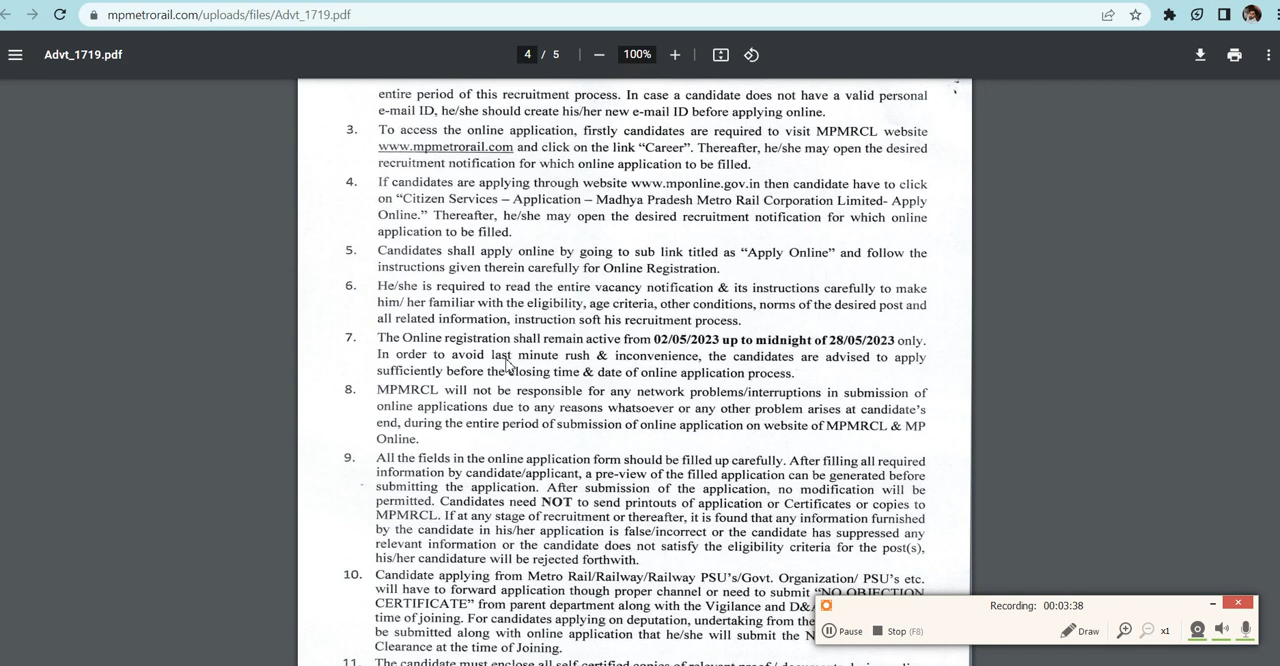 mpmetrorail.com/uploads/files/Advt_1719.pdf
Advt_1719.pdf
4 / 5
100%
entire period of this recruitment process. In case a candidate does not have a valid personal
e-mail ID, he/she should create his/her new e-mail ID before applying online.
3. To access the online application, firstly candidates are required to visit MPMRCL website
www.mpmetrorail.com and click on the link “Career”. Thereafter, he/she may open the desired
recruitment notification for which online application to be filled.
4. If candidates are applying through website www.mponline.gov.in then candidate have to click
on “Citizen Services – Application – Madhya Pradesh Metro Rail Corporation Limited- Apply
Online.” Thereafter, he/she may open the desired recruitment notification for which online
application to be filled.
5. Candidates shall apply online by going to sub link titled as “Apply Online” and follow the
instructions given therein carefully for Online Registration.
6. He/she is required to read the entire vacancy notification & its instructions carefully to make
him/ her familiar with the eligibility, age criteria, other conditions, norms of the desired post and
all related information, instruction soft his recruitment process.
7. The Online registration shall remain active from 02/05/2023 up to midnight of 28/05/2023 only.
In order to avoid last minute rush & inconvenience, the candidates are advised to apply
sufficiently before the closing time & date of online application process.
8. MPMRCL will not be responsible for any network problems/interruptions in submission of
online applications due to any reasons whatsoever or any other problem arises at candidate’s
end, during the entire period of submission of online application on website of MPMRCL & MP
Online.
9. All the fields in the online application form should be filled up carefully. After filling all required
information by candidate/applicant, a pre-view of the filled application can be generated before
submitting the application. After submission of the application, no modification will be
permitted. Candidates need NOT to send printouts of application or Certificates or copies to
MPMRCL. If at any stage of recruitment or thereafter, it is found that any information furnished
by the candidate in his/her application is false/incorrect or the candidate has suppressed any
relevant information or the candidate does not satisfy the eligibility criteria for the post(s),
his/her candidature will be rejected forthwith.
10. Candidate applying from Metro Rail/Railway/Railway PSU’s/Govt. Organization/ PSU’s etc.
will have to forward application though proper channel or need to submit “NO OBJECTION
CERTIFICATE” from parent department along with the Vigilance and D&A
time of joining. For candidates applying on deputation, undertaking from the
be submitted along with online application that he/she will submit the N
Clearance at the time of Joining.
11. The candidate must enclose all self certified copies of relevant proof / documents
Recording: 00:03:38
Pause Stop (F8) Draw x1